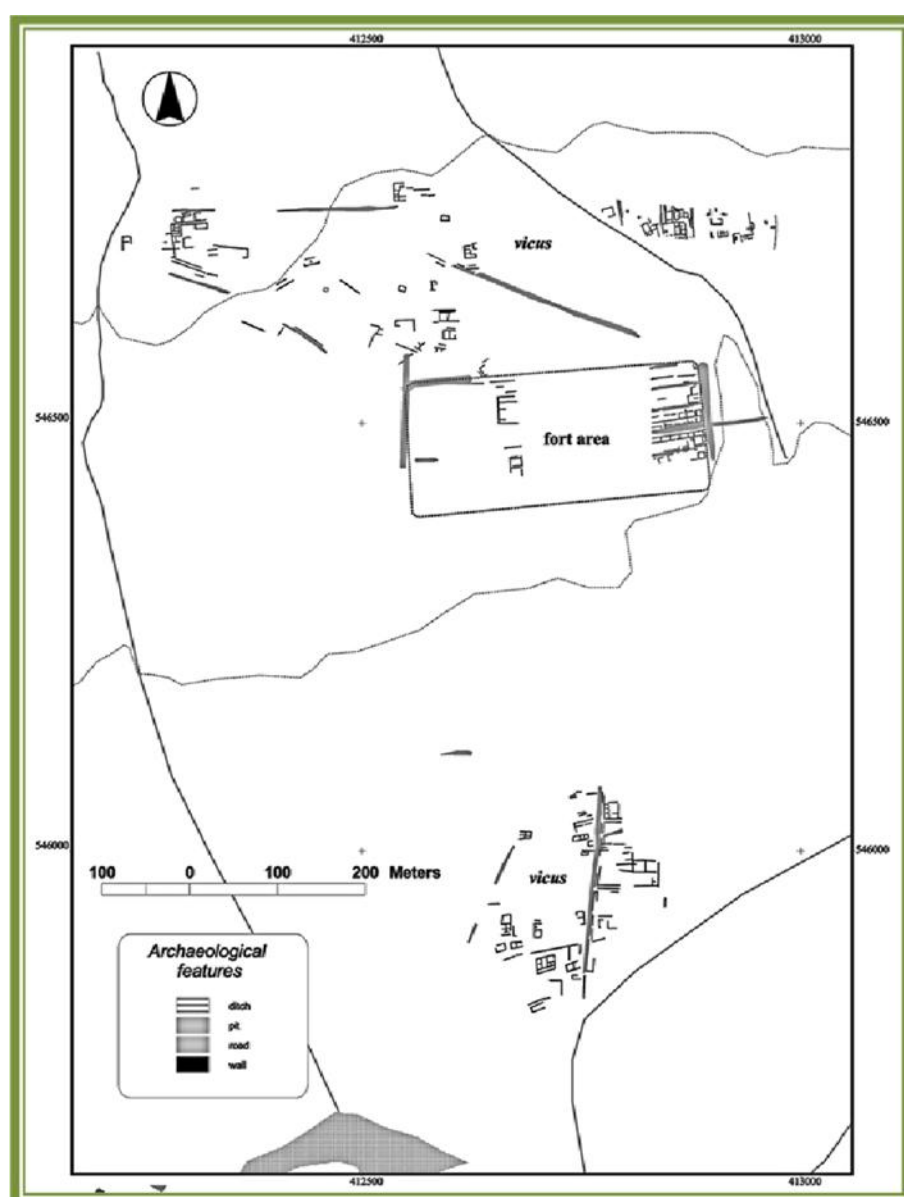 412500 413000
vicus
546500 546500
fort area
546000 546000
vicus
100 0 100 200 Meters
Archaeological
features
ditch
pit
road
wall
412500 413000